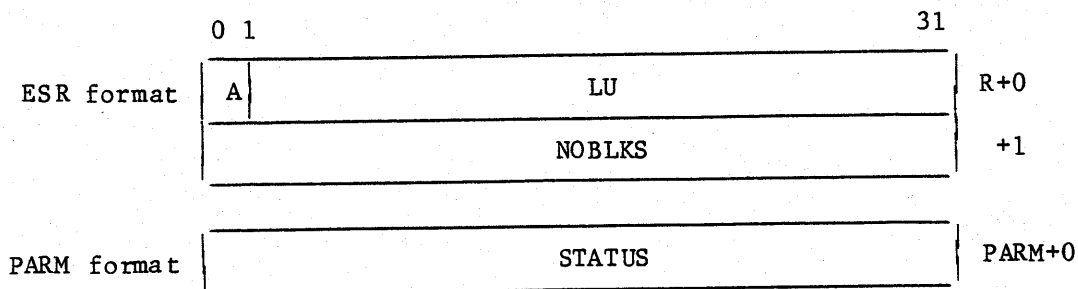 0 1 31
ESR format A LU R+0
NOBLKS +1
PARM format STATUS PARM+0